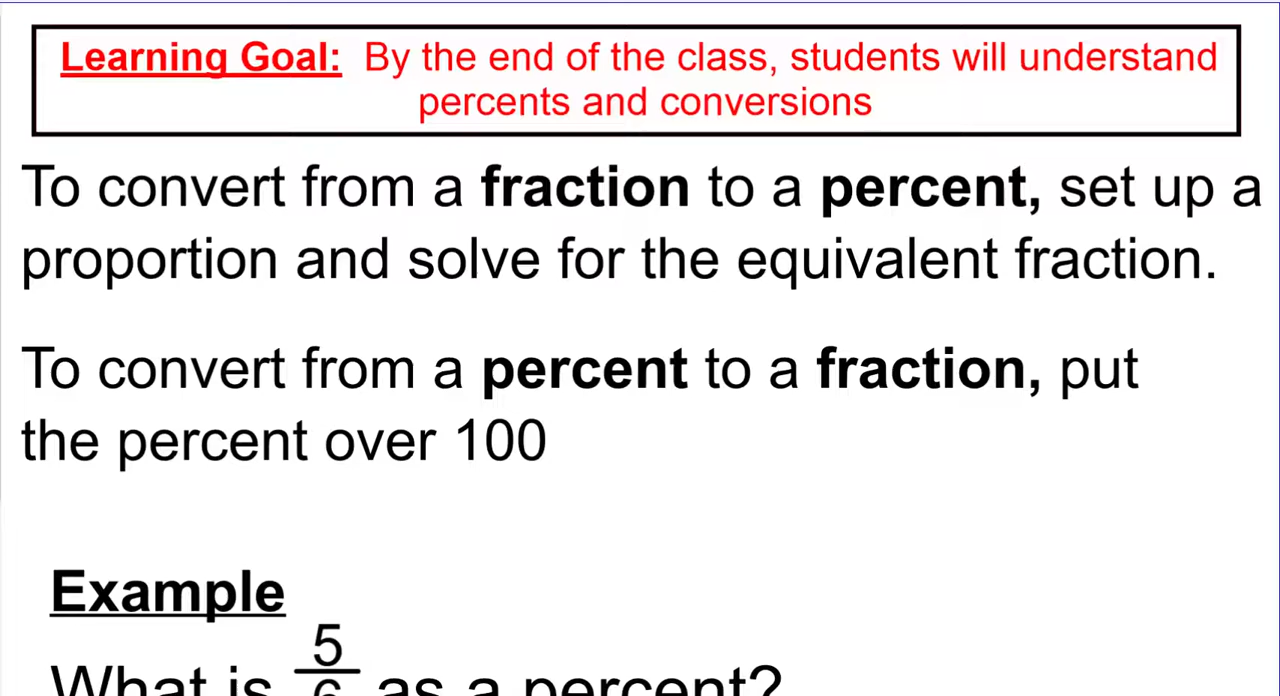 Learning Goal: By the end of the class, students will understand
percents and conversions
To convert from a fraction to a percent, set up a
proportion and solve for the equivalent fraction.
To convert from a percent to a fraction, put
the percent over 100
Example
What is 5/6 as a percent?